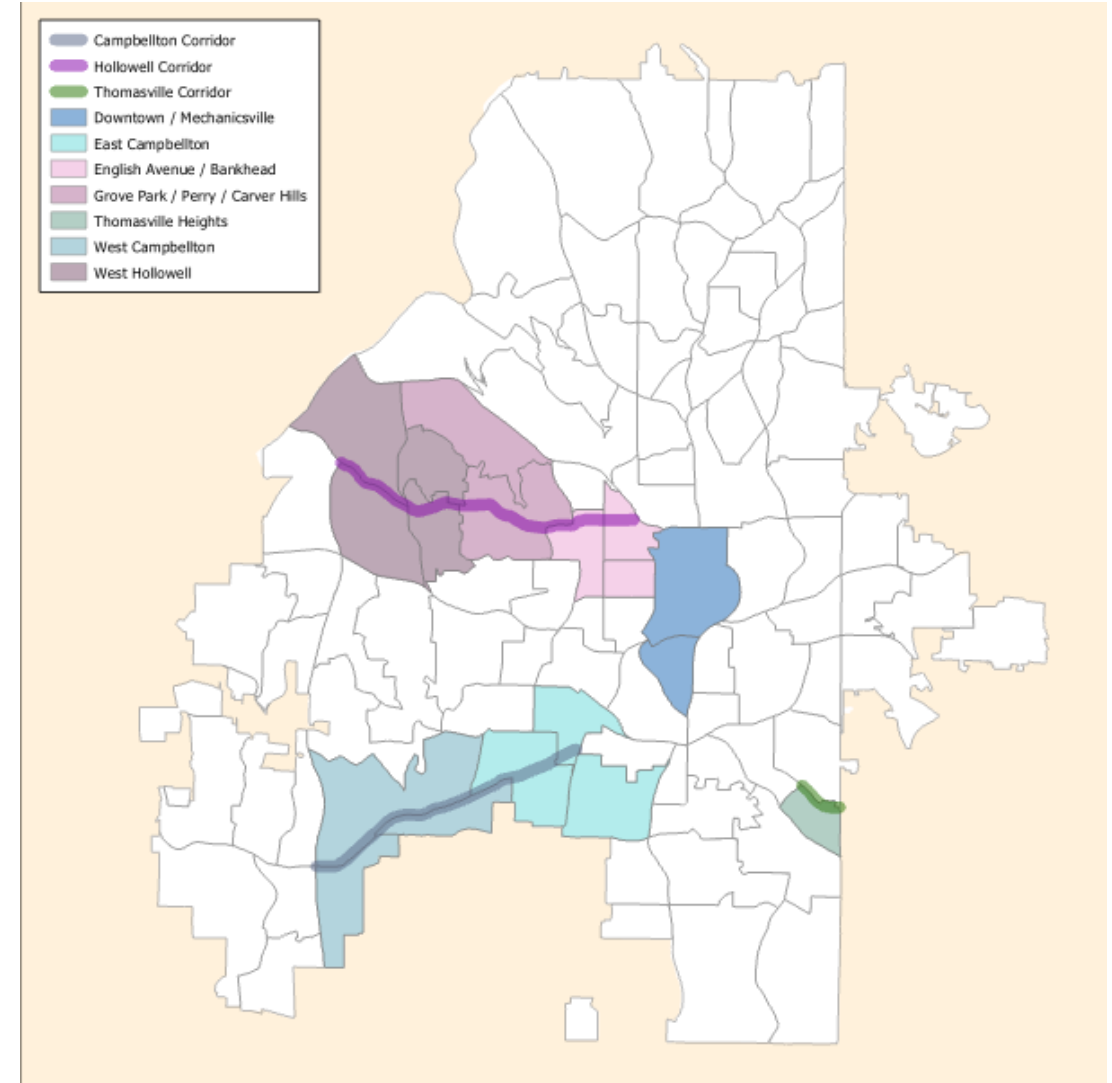 Campbellton Corridor
Hollowell Corridor
Thomasville Corridor
Downtown / Mechanicsville
East Campbellton
English Avenue / Bankhead
Grove Park / Perry / Carver Hills
Thomasville Heights
West Campbellton
West Hollowell